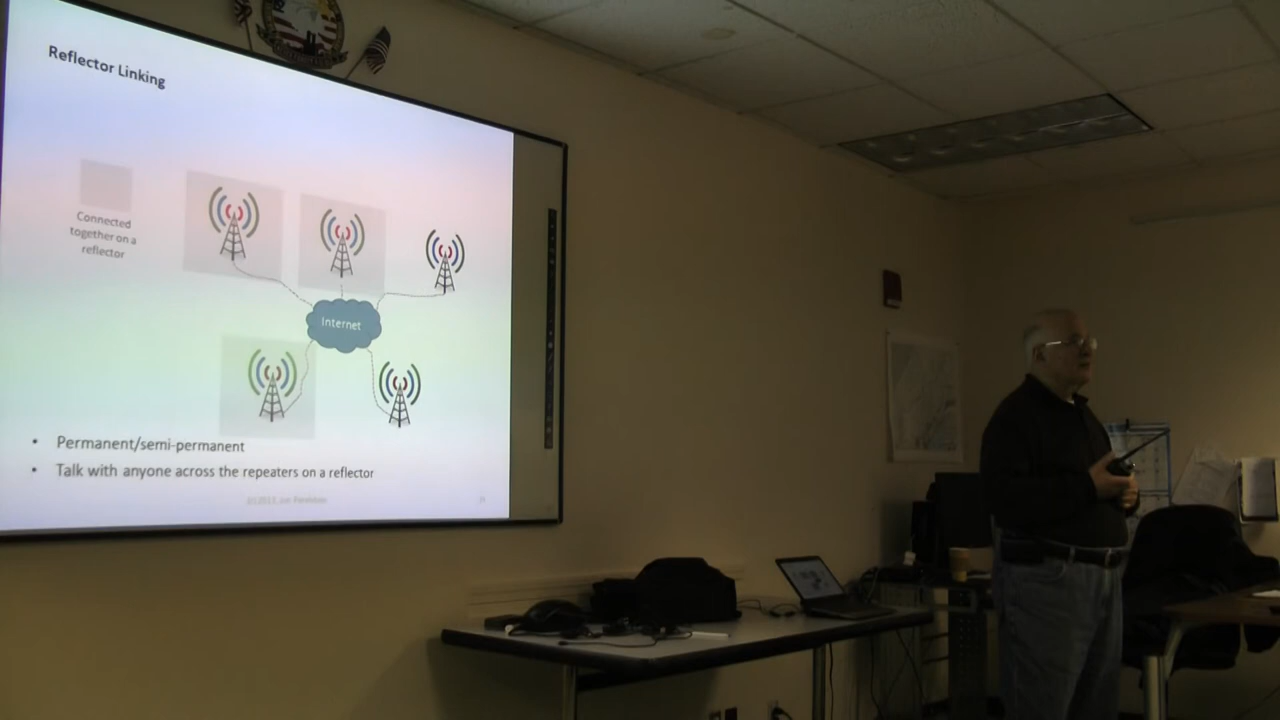 Reflector Linking
Connected
together on a
reflector
Internet
• Permanent/semi-permanent
• Talk with anyone across the repeaters on a reflector